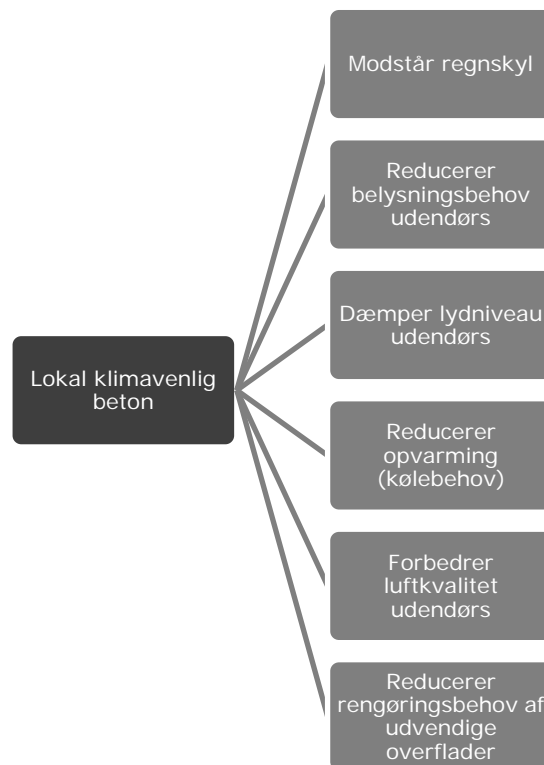 Modstår regnskyl
Reducerer
belysningsbehov
udendørs
Dæmper lydniveau
udendørs
Lokal klimavenlig
beton
Reducerer
opvarming
(kølebehov)
Forbedrer
luftkvalitet
udendørs
Reducerer
rengøringsbehov af
udvendige
overflader